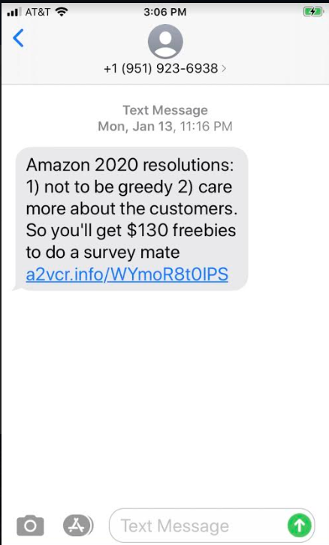 AT&T 3:06 PM
+1 (951) 923-6938 >
Text Message
Mon, Jan 13, 11:16 PM
Amazon 2020 resolutions:
1) not to be greedy 2) care
more about the customers.
So you'll get $130 freebies
to do a survey mate
a2vcr.info/WYmoR8t0IPS
Text Message